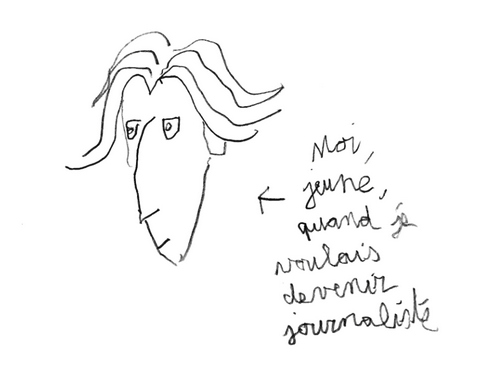 Moi,
jeune,
quand je
voulais
devenir
journaliste